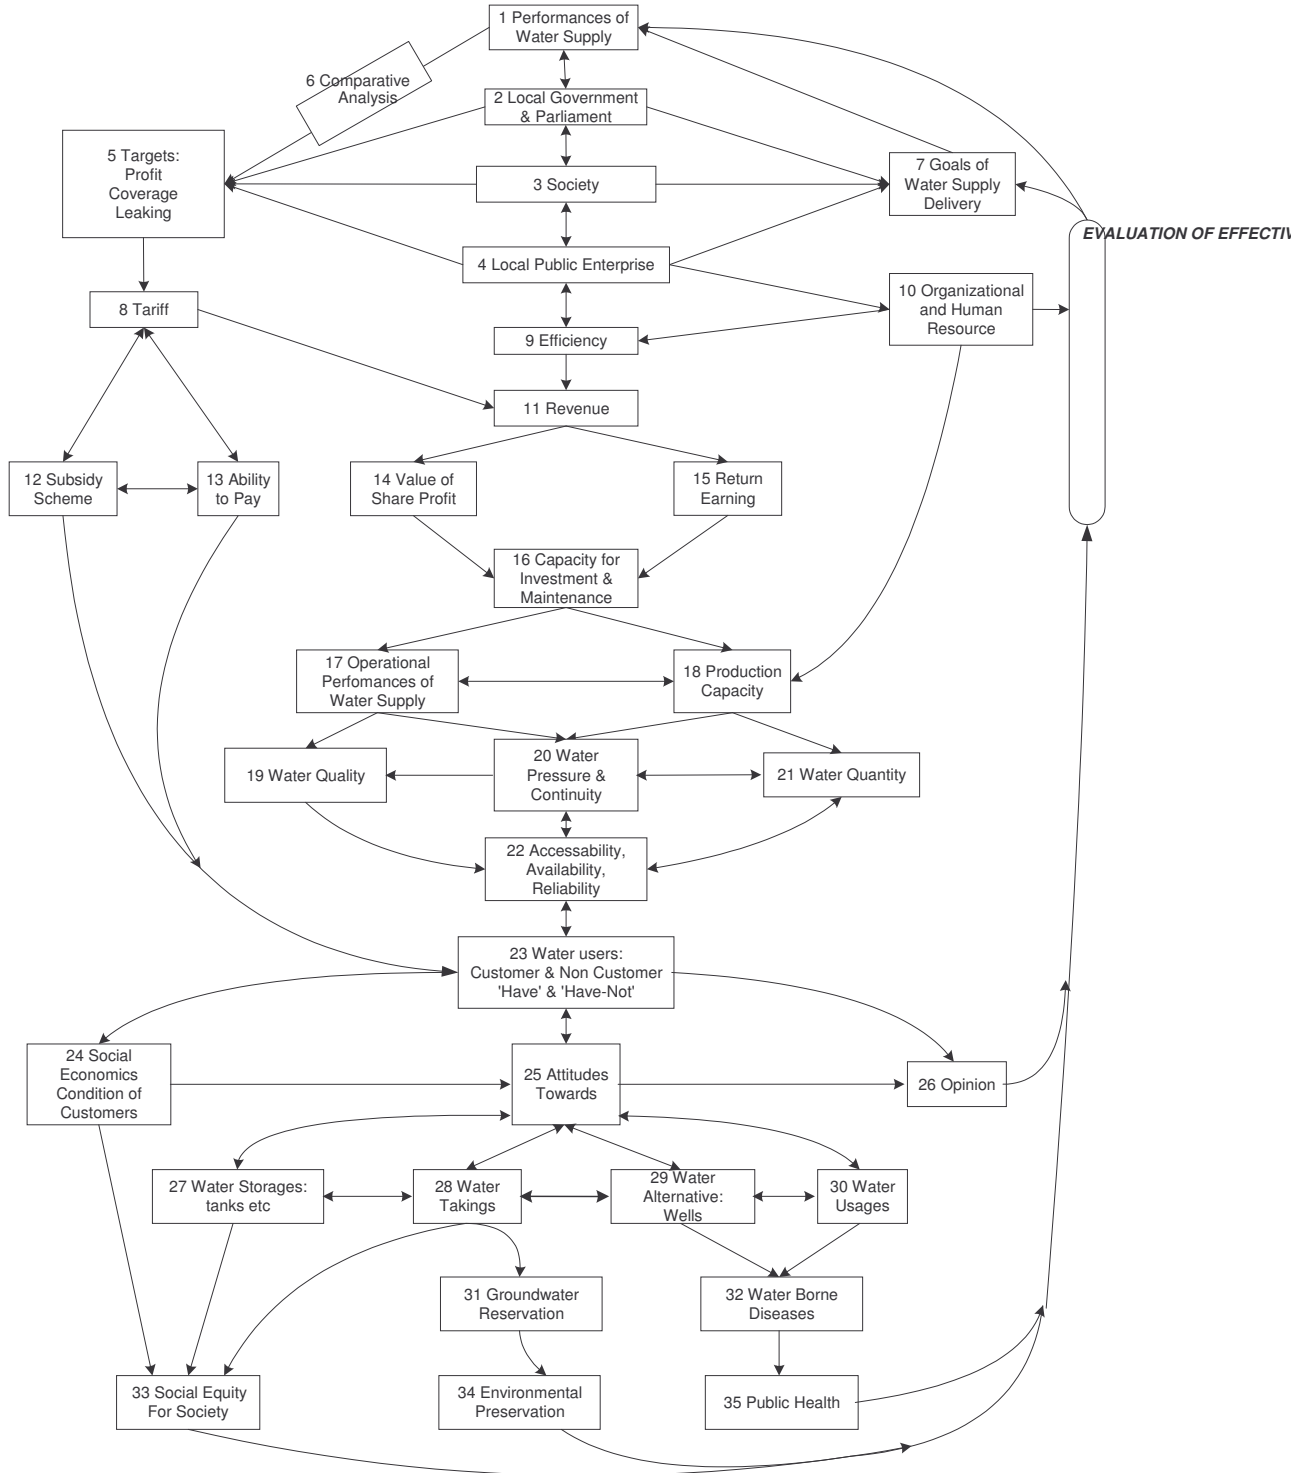 1 Performances of
Water Supply
6 Comparative
Analysis
2 Local Government
& Parliament
5 Targets:
Profit
Coverage
Leaking
3 Society
7 Goals of
Water Supply
Delivery
EVALUATION OF EFFECTIV
4 Local Public Enterprise
8 Tariff
10 Organizational
and Human
Resource
9 Efficiency
11 Revenue
12 Subsidy
Scheme
13 Ability
to Pay
14 Value of
Share Profit
15 Return
Earning
16 Capacity for
Investment &
Maintenance
17 Operational
Perfomances of
Water Supply
18 Production
Capacity
19 Water Quality
20 Water
Pressure &
Continuity
21 Water Quantity
22 Accessability,
Availability,
Reliability
23 Water users:
Customer & Non Customer
'Have' & 'Have-Not'
24 Social
Economics
Condition of
Customers
25 Attitudes
Towards
26 Opinion
27 Water Storages:
tanks etc
28 Water
Takings
29 Water
Alternative:
Wells
30 Water
Usages
31 Groundwater
Reservation
32 Water Borne
Diseases
33 Social Equity
For Society
34 Environmental
Preservation
35 Public Health